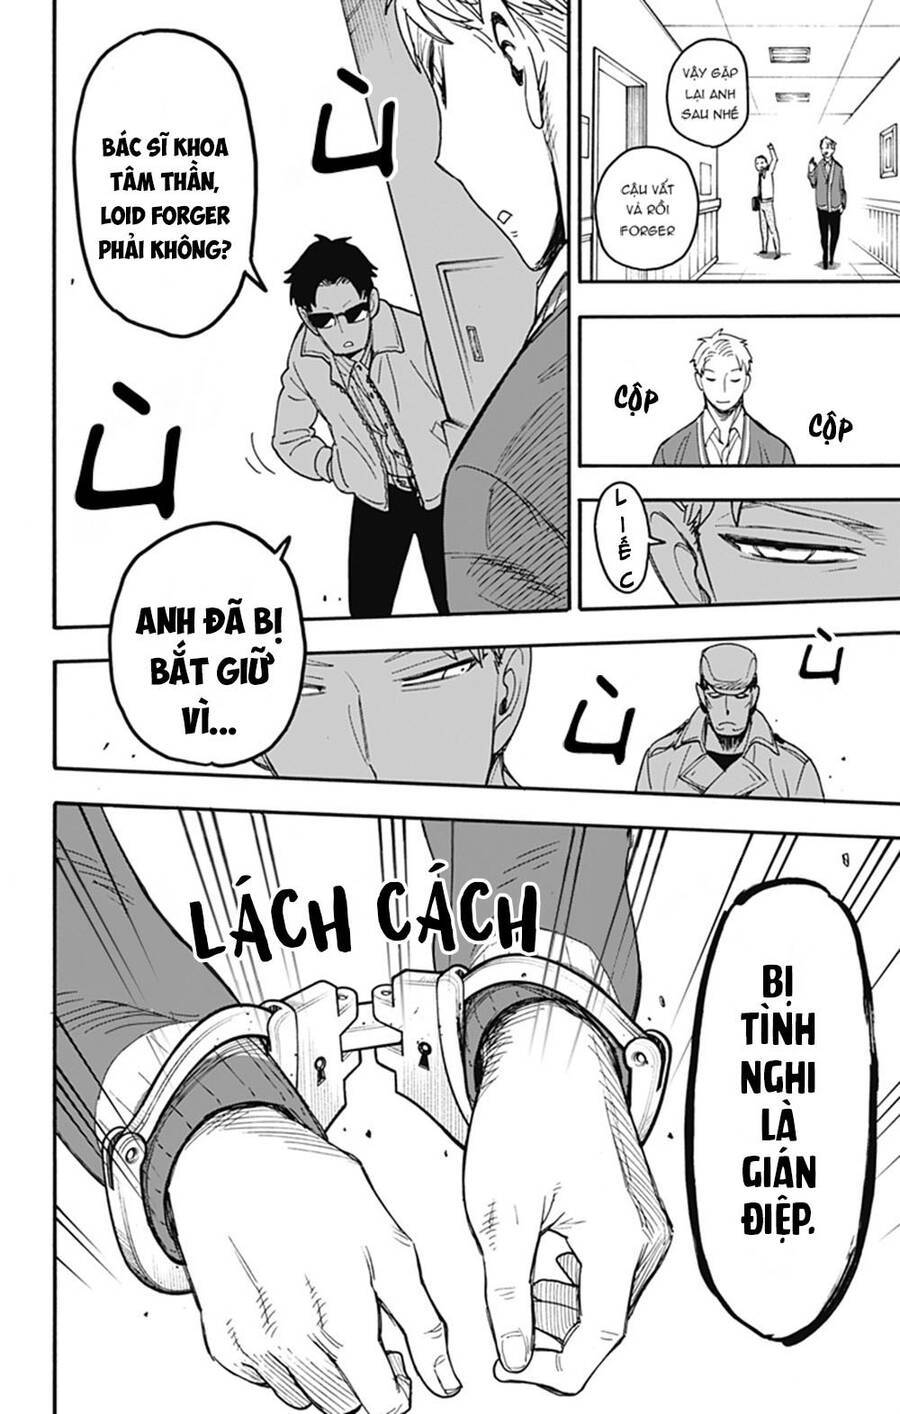 VẬY GẶP
LẠI ANH
SAU NHÉ
CẬU VẤT
VẢ RỒI
FORGER
CỘP
CỘP
LIẾC
BÁC SĨ KHOA
TÂM THẦN,
LOID FORGER
PHẢI KHÔNG?
Ù
Ù
Ù
Ù
ANH ĐÃ BỊ
BẮT GIỮ
VÌ...
LÁCH CÁCH
BỊ
TÌNH
NGHI
LÀ
GIÁN
ĐIỆP.